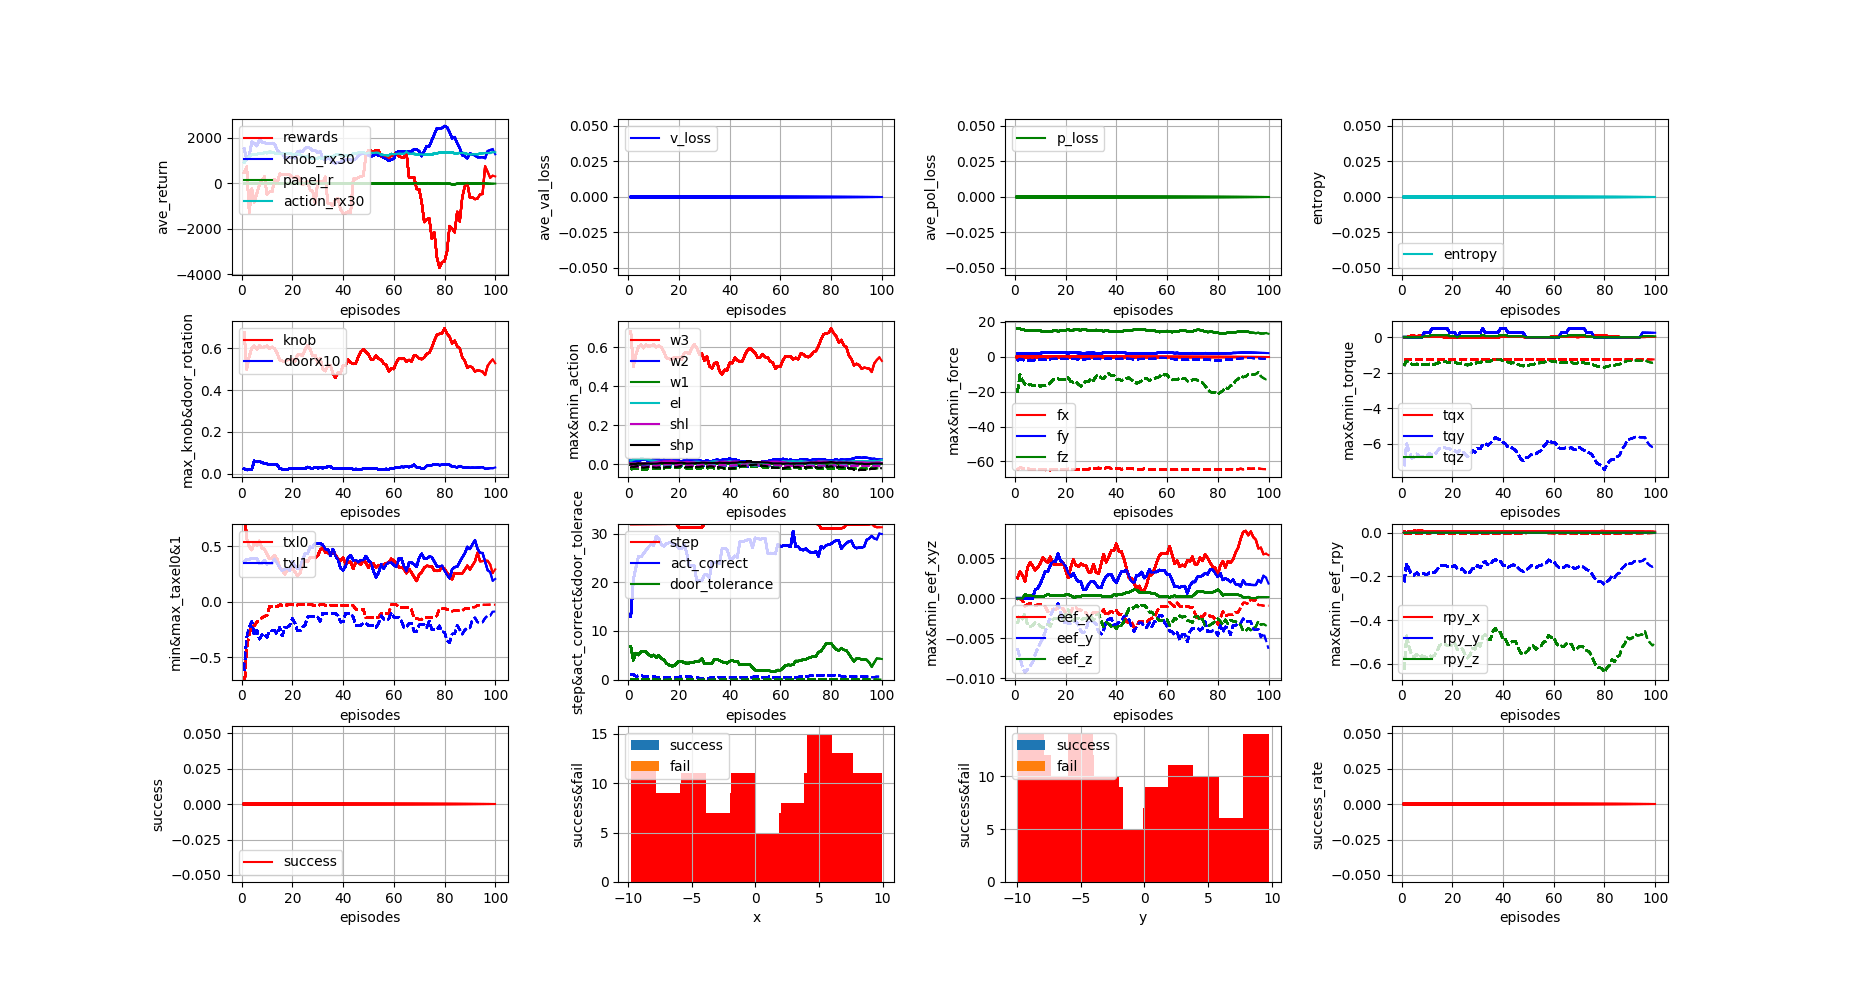 2000
0
−2000
−4000
ave_return
rewards
knob_rx30
panel_r
action_rx30
0 20 40 60 80 100
episodes
0.050
0.025
0.000
−0.025
−0.050
ave_val_loss
v_loss
0 20 40 60 80 100
episodes
0.050
0.025
0.000
−0.025
−0.050
ave_pol_loss
p_loss
0 20 40 60 80 100
episodes
0.050
0.025
0.000
−0.025
−0.050
entropy
entropy
0 20 40 60 80 100
episodes
0.6
0.4
0.2
0.0
max_knob&door_rotation
knob
doorx10
0 20 40 60 80 100
episodes
0.6
0.4
0.2
0.0
max&min_action
w3
w2
w1
el
shl
shp
0 20 40 60 80 100
episodes
20
0
−20
−40
−60
max&min_force
fx
fy
fz
0 20 40 60 80 100
episodes
0
−2
−4
−6
max&min_torque
tqx
tqy
tqz
0 20 40 60 80 100
episodes
0.5
0.0
−0.5
min&max_taxel0&1
txl0
txl1
0 20 40 60 80 100
episodes
30
20
10
0
step&act_correct&door_tolerace
step
act_correct
door_tolerance
0 20 40 60 80 100
episodes
0.005
0.000
−0.005
−0.010
max&min_eef_xyz
eef_x
eef_y
eef_z
0 20 40 60 80 100
episodes
0.0
−0.2
−0.4
−0.6
max&min_eef_rpy
rpy_x
rpy_y
rpy_z
0 20 40 60 80 100
episodes
0.050
0.025
0.000
−0.025
−0.050
success
success
0 20 40 60 80 100
episodes
15
10
5
0
success&fail
success
fail
−10 −5 0 5 10
x
10
5
0
success&fail
success
fail
−10 −5 0 5 10
y
0.050
0.025
0.000
−0.025
−0.050
success_rate
0 20 40 60 80 100
episodes